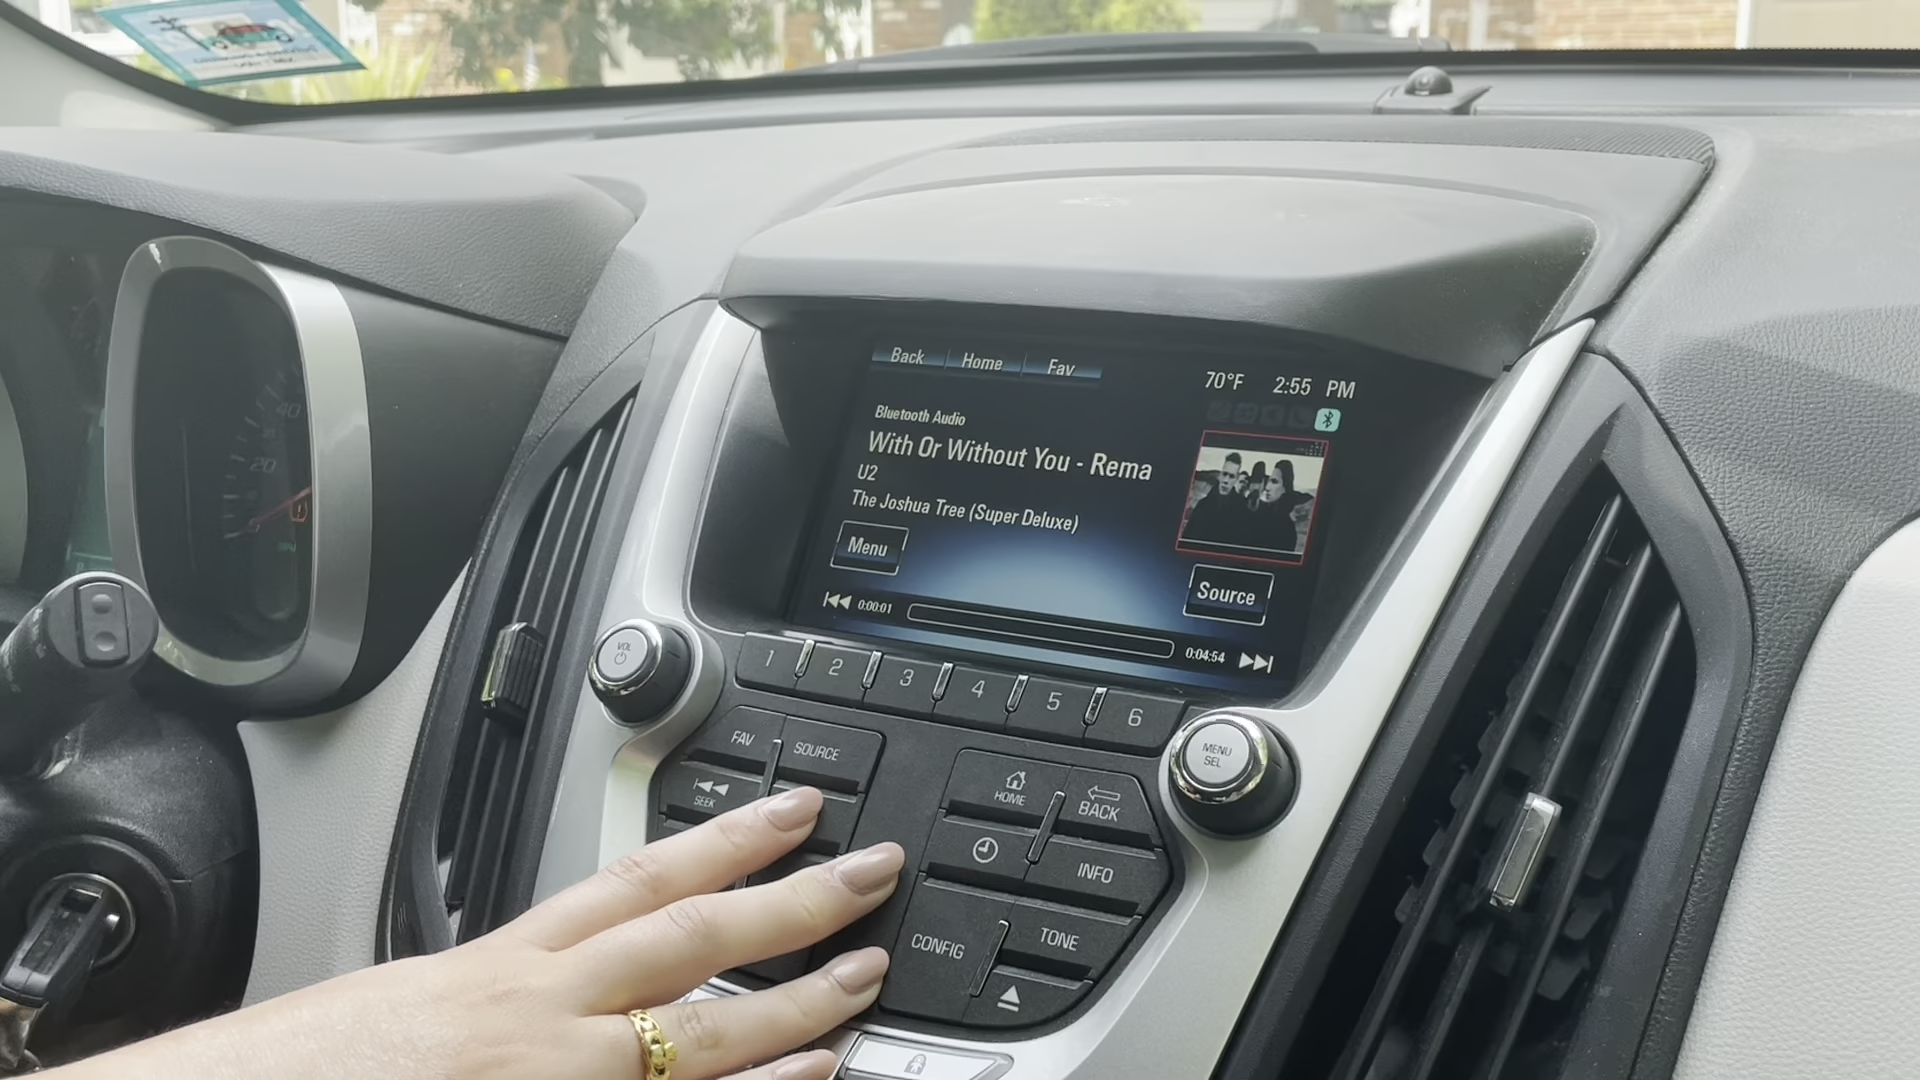 Back Home Fav
70°F 2:55 PM
Bluetooth Audio
With Or Without You - Rema
U2
The Joshua Tree (Super Deluxe)
Menu
Source
0:00:01
0:04:54
VOL
1 2 3 4 5 6
MENU
SEL
FAV SOURCE
SEEK
HOME
BACK
INFO
CONFIG
TONE
40
20